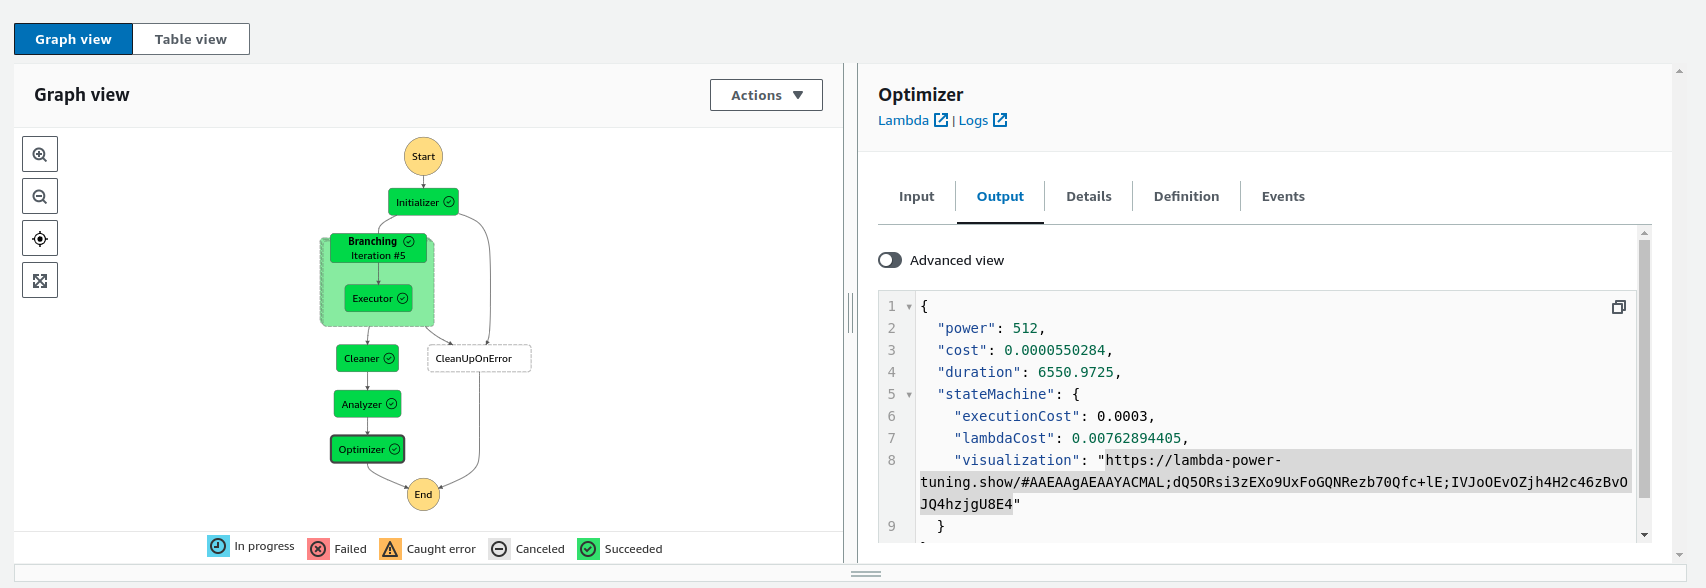 Graph view
Table view
Graph view
Actions
Start
Initializer
Branching
Iteration #5
Executor
Cleaner
CleanUpOnError
Analyzer
Optimizer
End
In progress
Failed
Caught error
Canceled
Succeeded
Optimizer
Lambda | Logs
Input
Output
Details
Definition
Events
Advanced view
1 {
2 "power": 512,
3 "cost": 0.0000550284,
4 "duration": 6550.9725,
5 "stateMachine": {
6 "executionCost": 0.0003,
7 "lambdaCost": 0.00762894405,
8 "visualization": "https://lambda-power-
tuning.show/#AAEAAgAEAAYACMAL;dQ5ORsi3zEXo9UxFoGQNRezb70Qfc+lE;IVJoOEvOZjh4H2c46zBvO
JQ4hzjgU8E4"
9 }